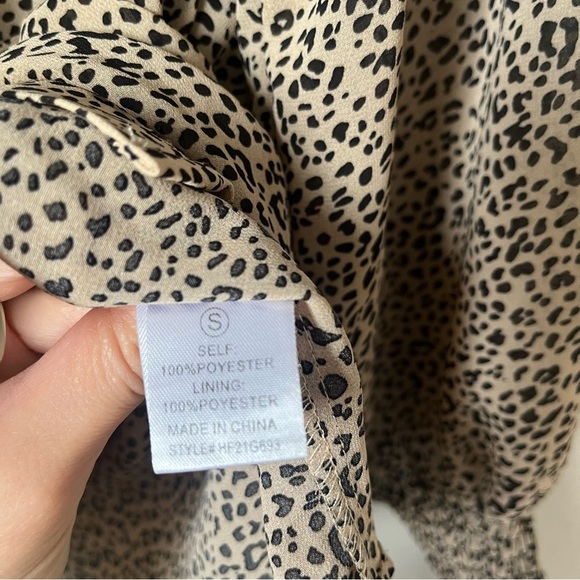 S
SELF:
100%POYESTER
LINING:
100%POYESTER
MADE IN CHINA
STYLE#HF21G693